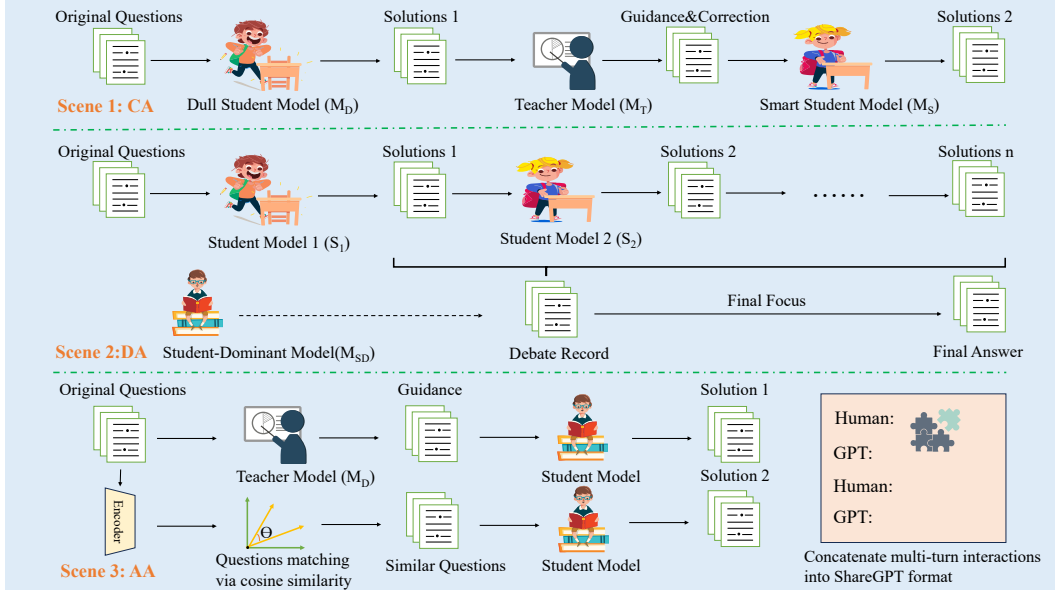 Original Questions
Solutions 1
Guidance&Correction
Solutions 2
Scene 1: CA
Dull Student Model (M_D)
Teacher Model (M_T)
Smart Student Model (M_S)
Original Questions
Solutions 1
Solutions 2
Solutions n
......
Student Model 1 (S_1)
Student Model 2 (S_2)
Final Focus
Scene 2:DA
Student-Dominant Model(M_SD)
Debate Record
Final Answer
Original Questions
Guidance
Solution 1
Human:
GPT:
Human:
GPT:
Teacher Model (M_D)
Student Model
Solution 2
Encoder
Θ
Scene 3: AA
Questions matching
via cosine similarity
Similar Questions
Student Model
Concatenate multi-turn interactions
into ShareGPT format